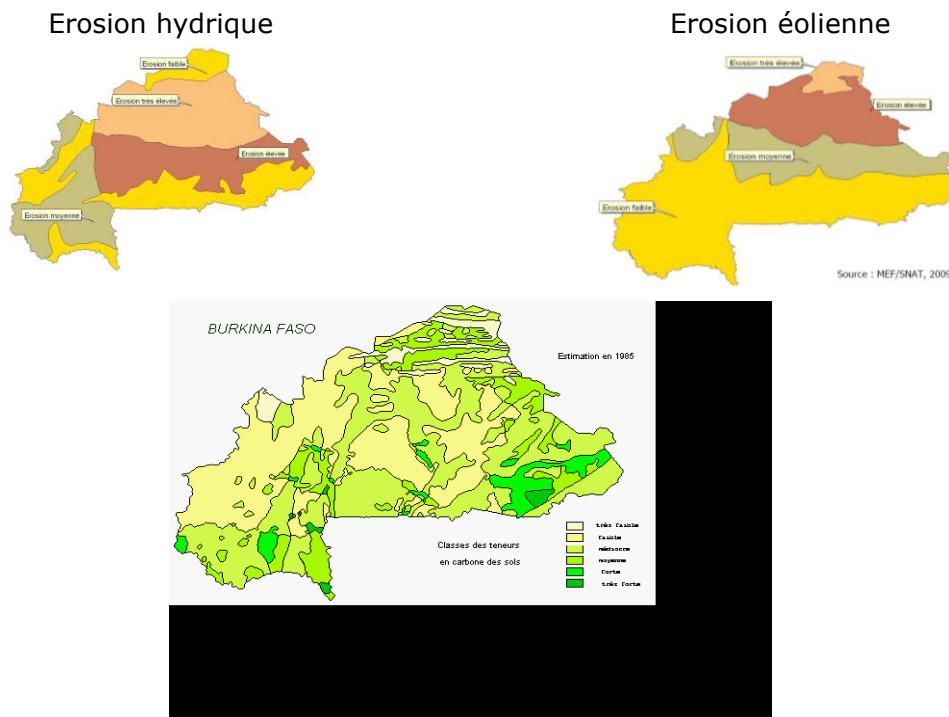 Erosion hydrique
Erosion éolienne
Erosion faible
Erosion très élevée
Erosion élevée
Erosion moyenne
Erosion très élevée
Erosion élevée
Erosion moyenne
Erosion faible
Source : MEF/SNAT, 2009
BURKINA FASO
Estimation en 1985
Classes des teneurs
en carbone des sols
très faible
faible
médiocre
moyenne
forte
très forte